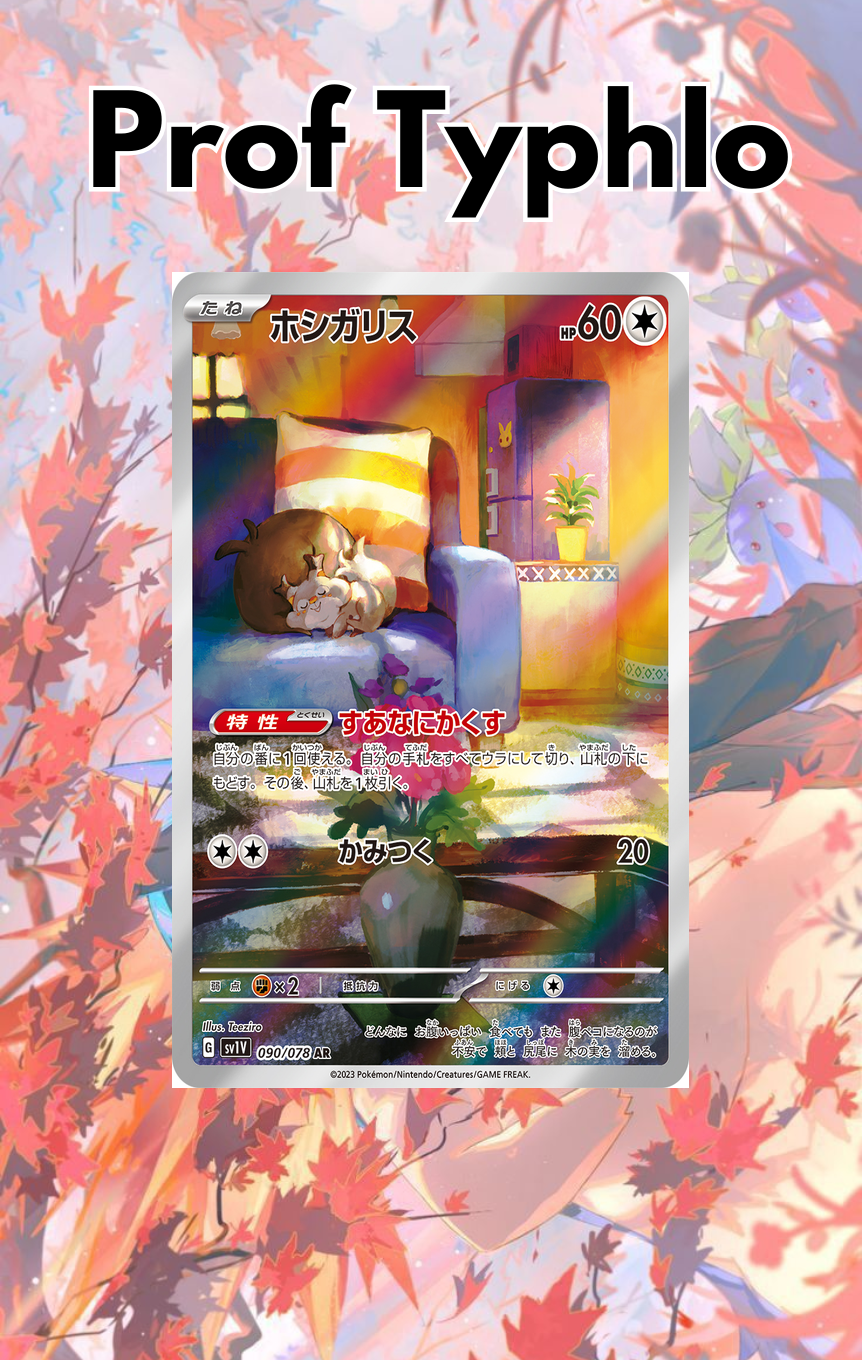 Prof Typhlo
たね
ホシガリス
HP60
特性 とくせい すあなにかくす
自分の番に1回使える。自分の手札をすべてウラにして切り、山札の下に
もどす。その後、山札を1枚引く。
かみつく 20
弱点 ×2 抵抗力 にげる
Illus. Teeziro
どんなに お腹いっぱい 食べても また 腹ペコになるのが
不安で 頬と 尻尾に 木の実を 溜める。
G sv1V 090/078 AR
©2023 Pokémon/Nintendo/Creatures/GAME FREAK.